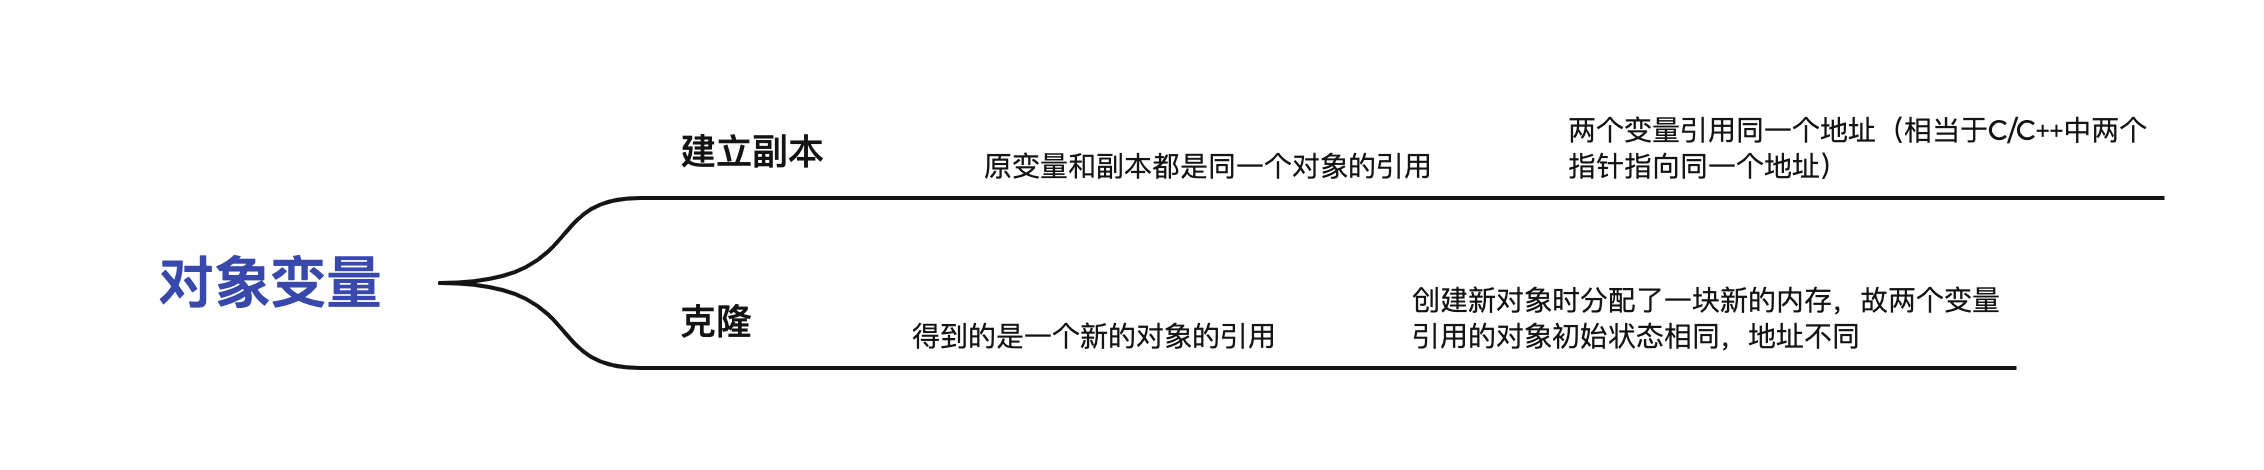 对象变量
建立副本
原变量和副本都是同一个对象的引用
两个变量引用同一个地址（相当于C/C++中两个
指针指向同一个地址）
克隆
得到的是一个新的对象的引用
创建新对象时分配了一块新的内存，故两个变量
引用的对象初始状态相同，地址不同